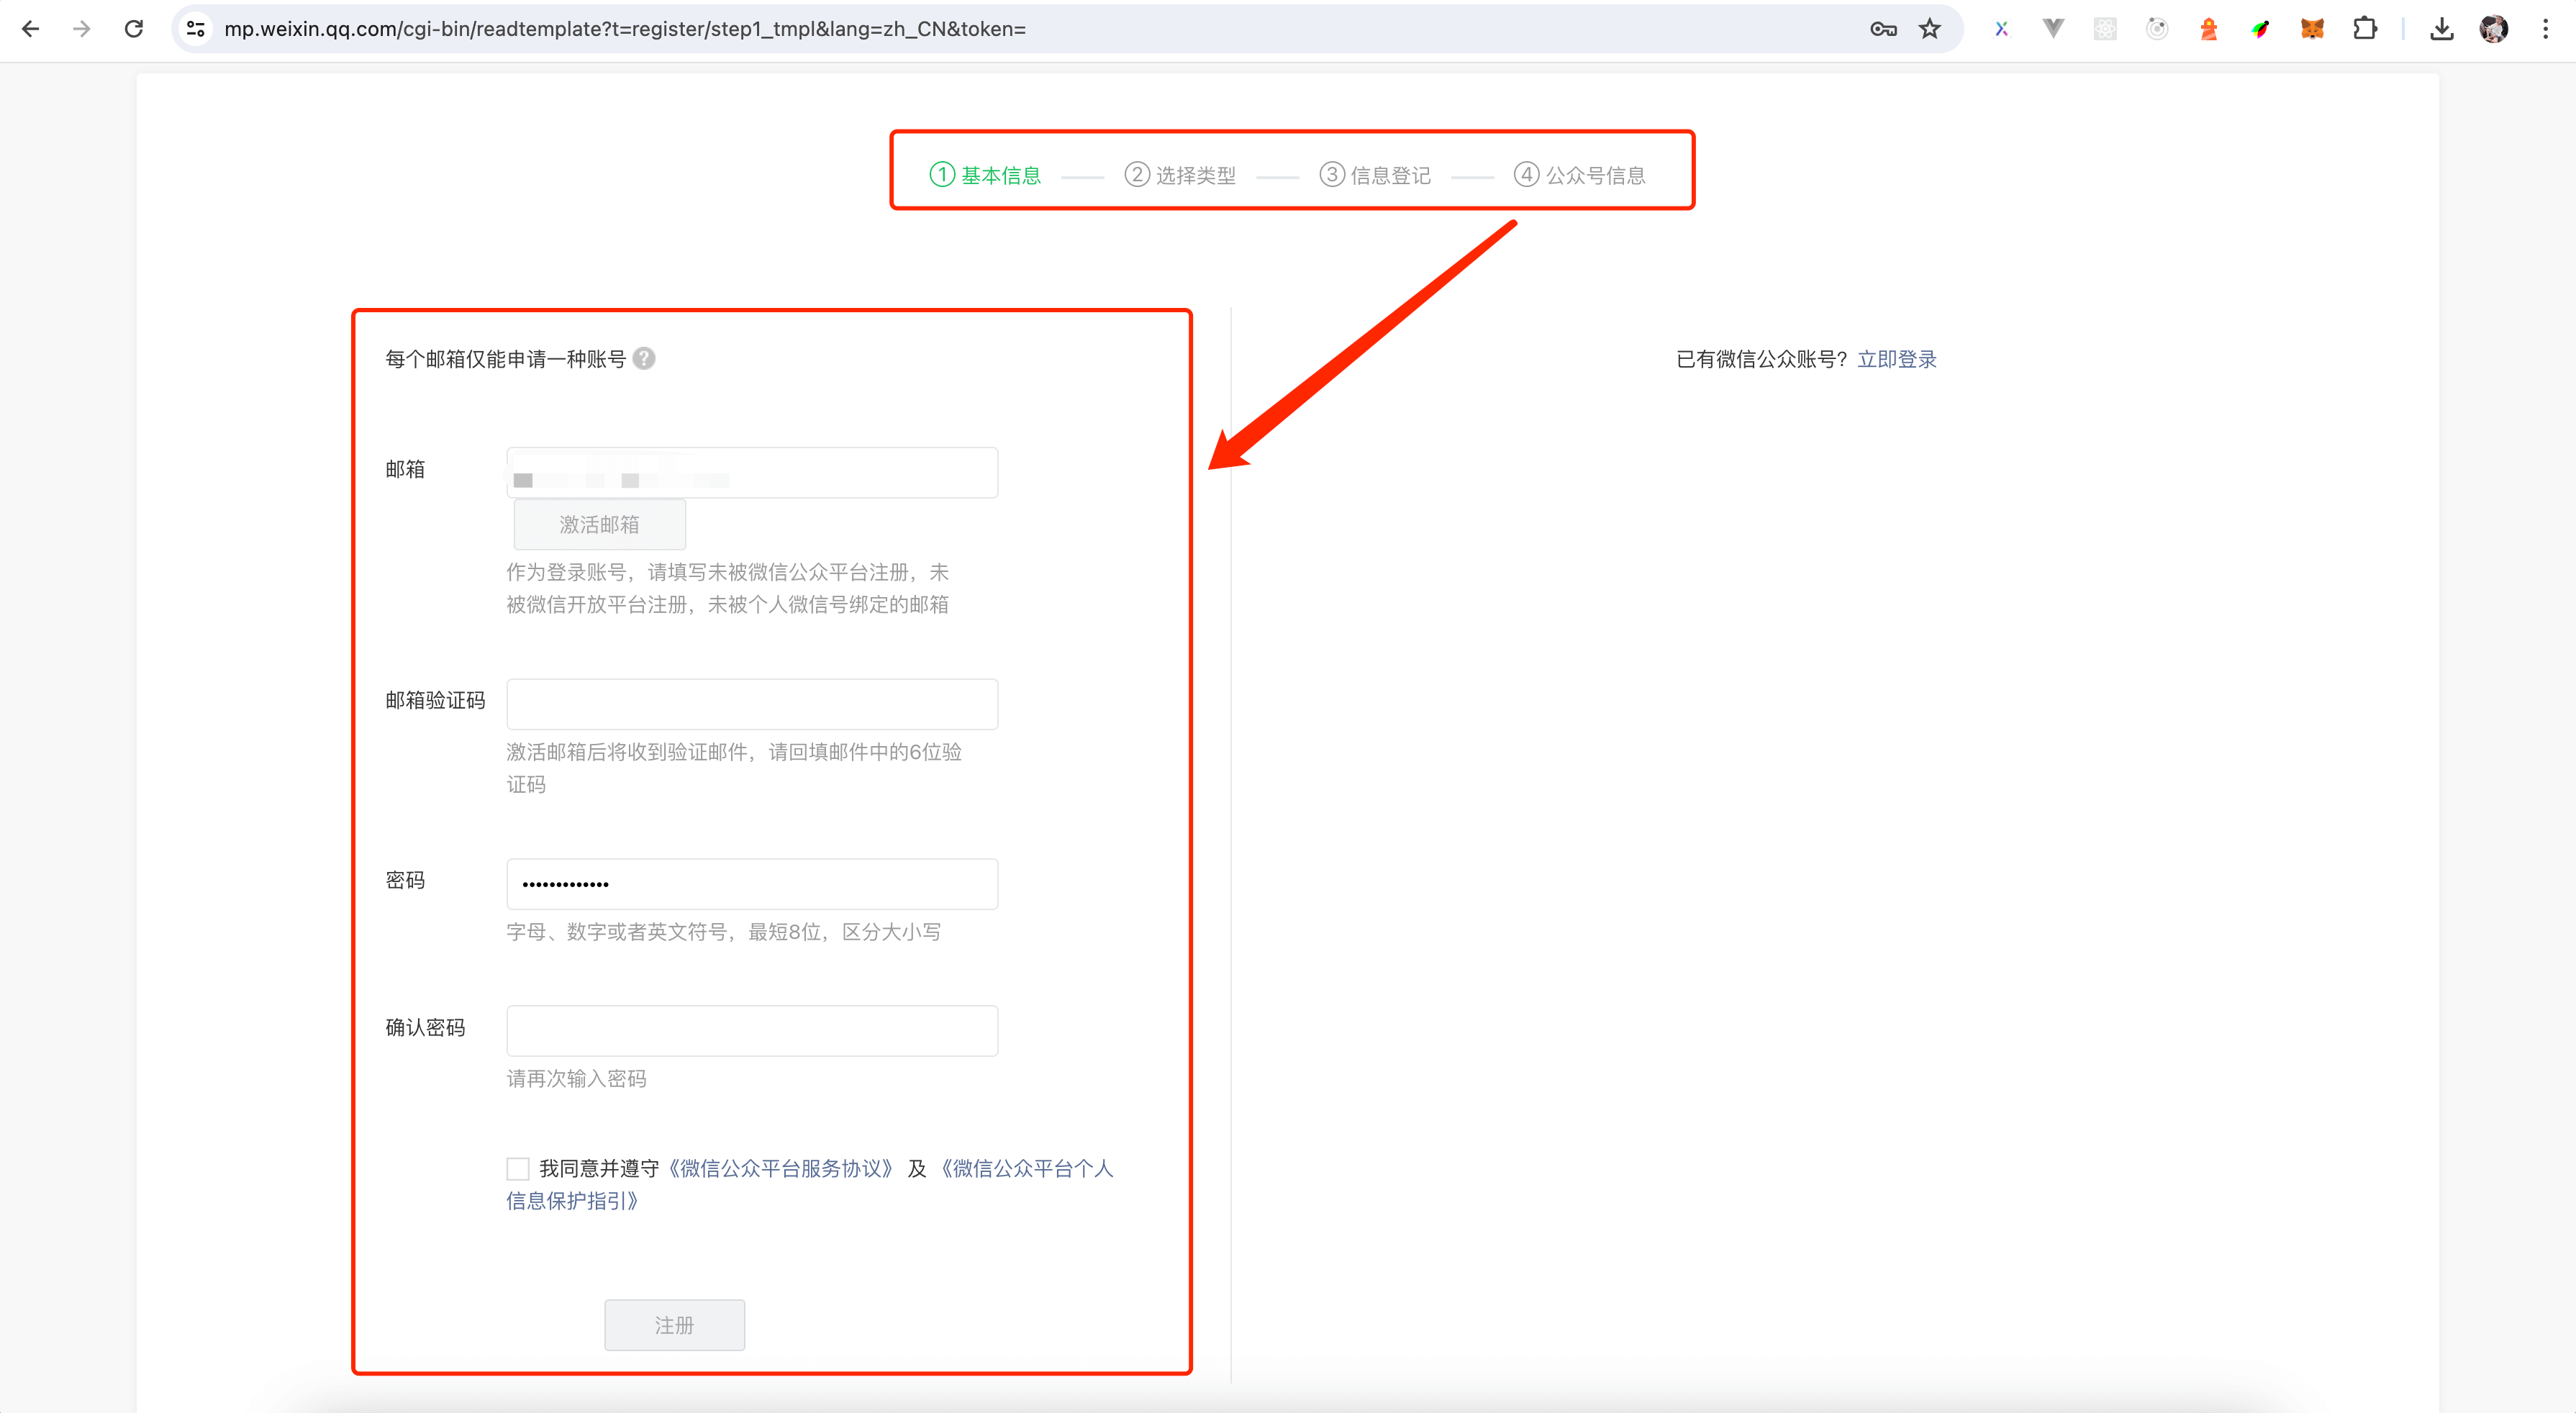 mp.weixin.qq.com/cgi-bin/readtemplate?t=register/step1_tmpl&lang=zh_CN&token=
① 基本信息 ② 选择类型 ③ 信息登记 ④ 公众号信息
每个邮箱仅能申请一种账号 ?
已有微信公众账号? 立即登录
邮箱
激活邮箱
作为登录账号，请填写未被微信公众平台注册，未
被微信开放平台注册，未被个人微信号绑定的邮箱
邮箱验证码
激活邮箱后将收到验证邮件，请回填邮件中的6位验
证码
密码 •••••••••••••
字母、数字或者英文符号，最短8位，区分大小写
确认密码
请再次输入密码
我同意并遵守《微信公众平台服务协议》 及 《微信公众平台个人
信息保护指引》
注册